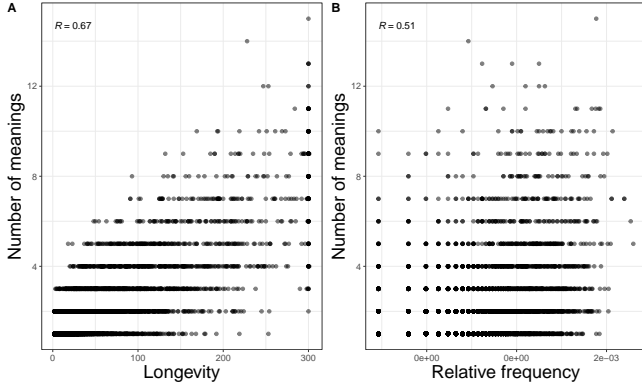 A
R = 0.67
Number of meanings
12
8
4
0
100
200
300
Longevity
B
R = 0.51
Number of meanings
12
8
4
0e+00
0e+00
2e−03
Relative frequency